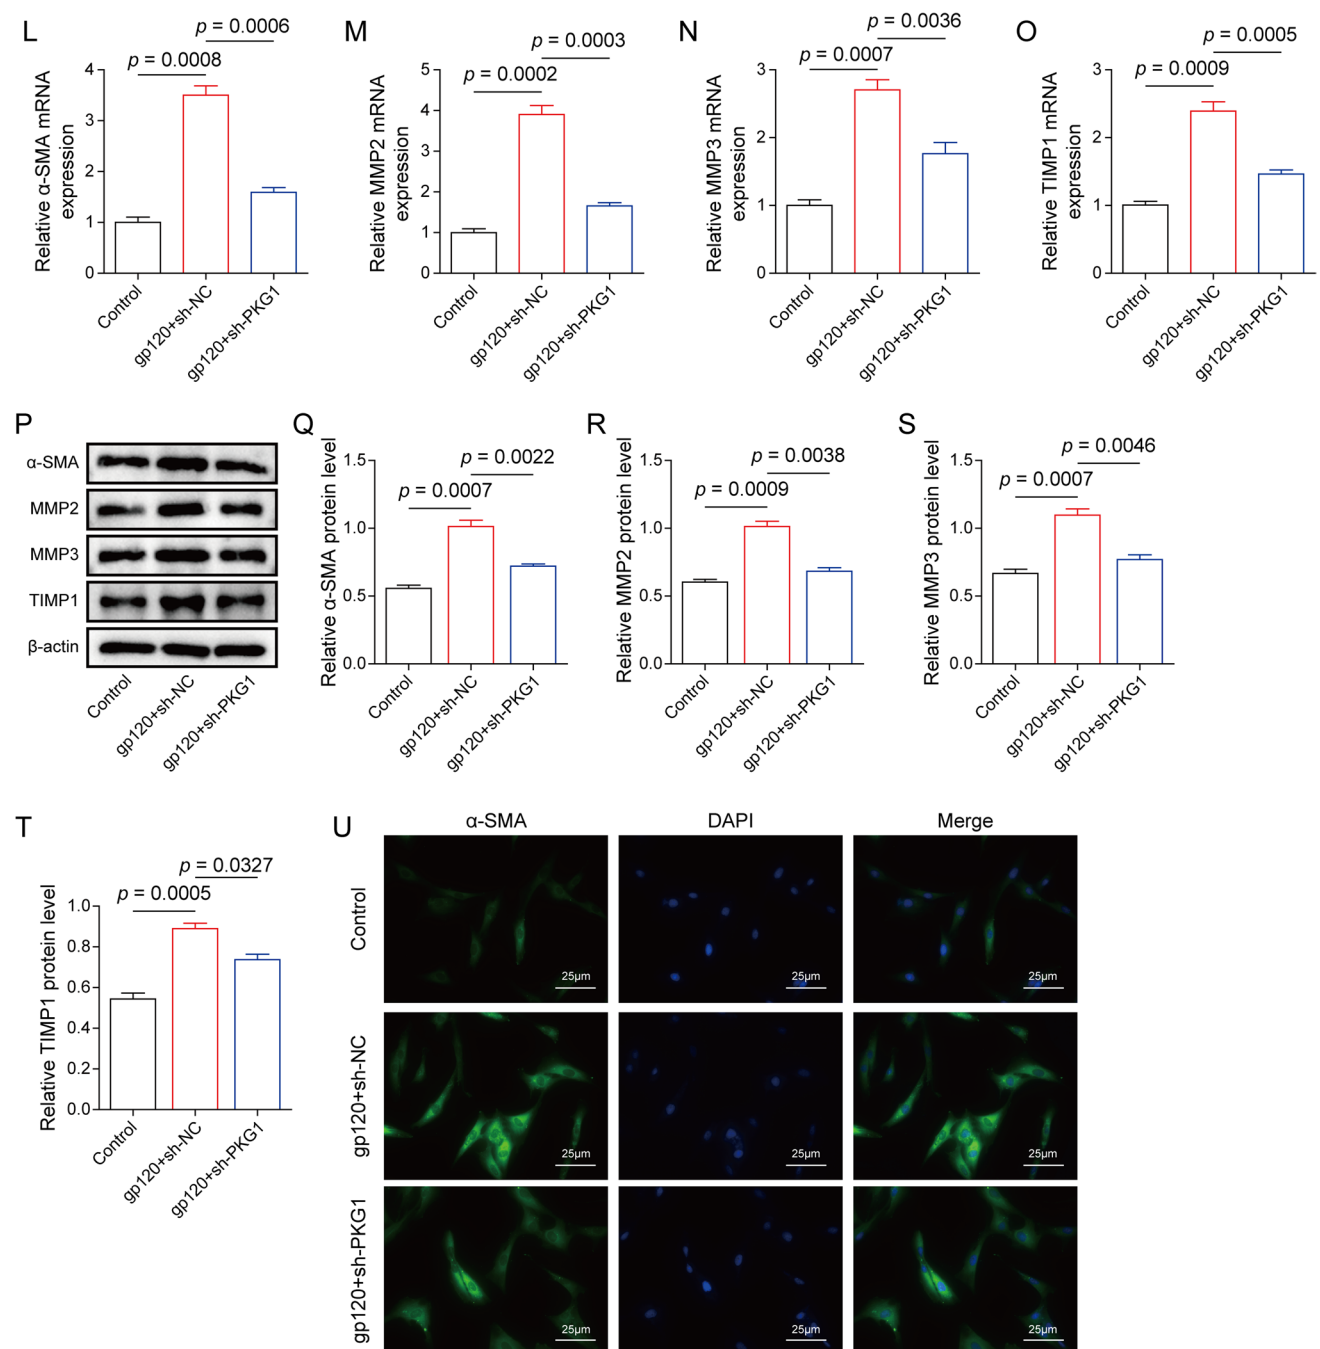 L
p = 0.0006
p = 0.0008
Relative α-SMA mRNA
expression
4
3
2
1
0
Control
gp120+sh-NC
gp120+sh-PKG1
M
p = 0.0003
p = 0.0002
Relative MMP2 mRNA
expression
5
4
3
2
1
0
Control
gp120+sh-NC
gp120+sh-PKG1
N
p = 0.0036
p = 0.0007
Relative MMP3 mRNA
expression
3
2
1
0
Control
gp120+sh-NC
gp120+sh-PKG1
O
p = 0.0005
p = 0.0009
Relative TIMP1 mRNA
expression
3
2
1
0
Control
gp120+sh-NC
gp120+sh-PKG1
P
α-SMA
MMP2
MMP3
TIMP1
β-actin
Control
gp120+sh-NC
gp120+sh-PKG1
Q
p = 0.0022
p = 0.0007
Relative α-SMA protein level
1.5
1.0
0.5
0.0
Control
gp120+sh-NC
gp120+sh-PKG1
R
p = 0.0038
p = 0.0009
Relative MMP2 protein level
1.5
1.0
0.5
0.0
Control
gp120+sh-NC
gp120+sh-PKG1
S
p = 0.0046
p = 0.0007
Relative MMP3 protein level
1.5
1.0
0.5
0.0
Control
gp120+sh-NC
gp120+sh-PKG1
T
p = 0.0327
p = 0.0005
Relative TIMP1 protein level
1.0
0.8
0.6
0.4
0.2
0.0
Control
gp120+sh-NC
gp120+sh-PKG1
U
α-SMA
DAPI
Merge
Control
25μm
25μm
25μm
gp120+sh-NC
25μm
25μm
25μm
gp120+sh-PKG1
25μm
25μm
25μm